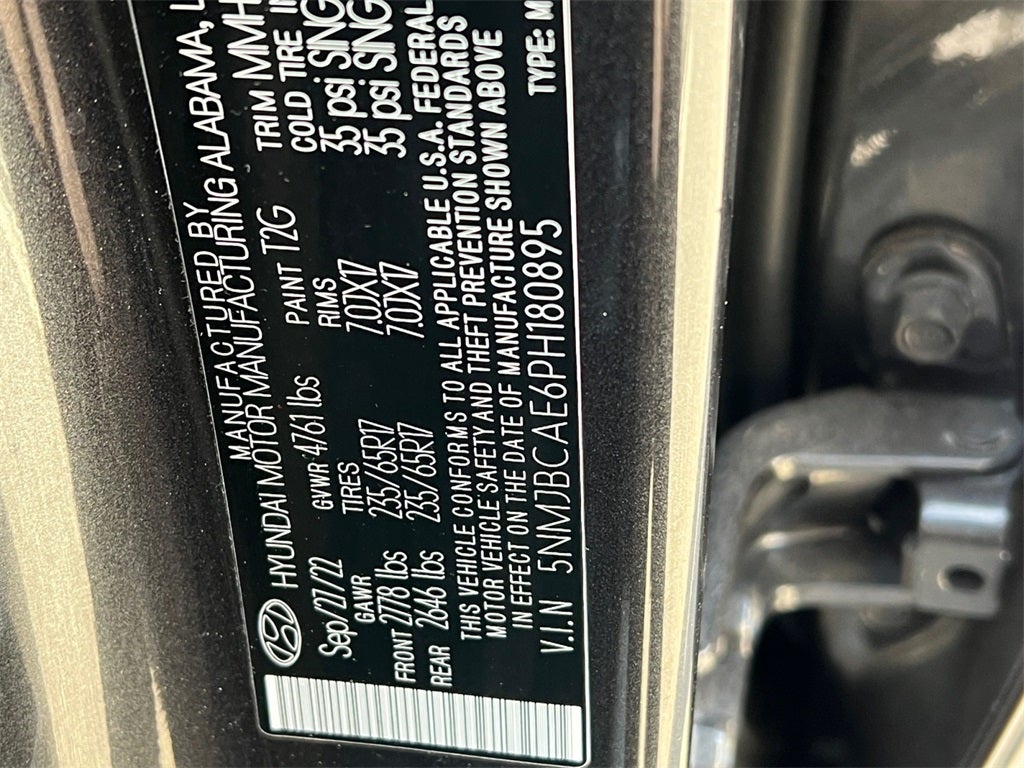 MANUFACTURED BY
HYUNDAI MOTOR MANUFACTURING ALABAMA,
Sep/27/22 GVWR 4761 lbs PAINT T2G TRIM MMH
GAWR TIRES RIMS COLD TIRE
FRONT 2778 lbs 235/65R17 7.0JX17 35 psi SING
REAR 2646 lbs 235/65R17 7.0JX17 35 psi SING
THIS VEHICLE CONFORMS TO ALL APPLICABLE U.S.A. FEDERAL
MOTOR VEHICLE SAFETY AND THEFT PREVENTION STANDARDS
IN EFFECT ON THE DATE OF MANUFACTURE SHOWN ABOVE
V.I.N 5NMJBCAE6PH180895 TYPE: M